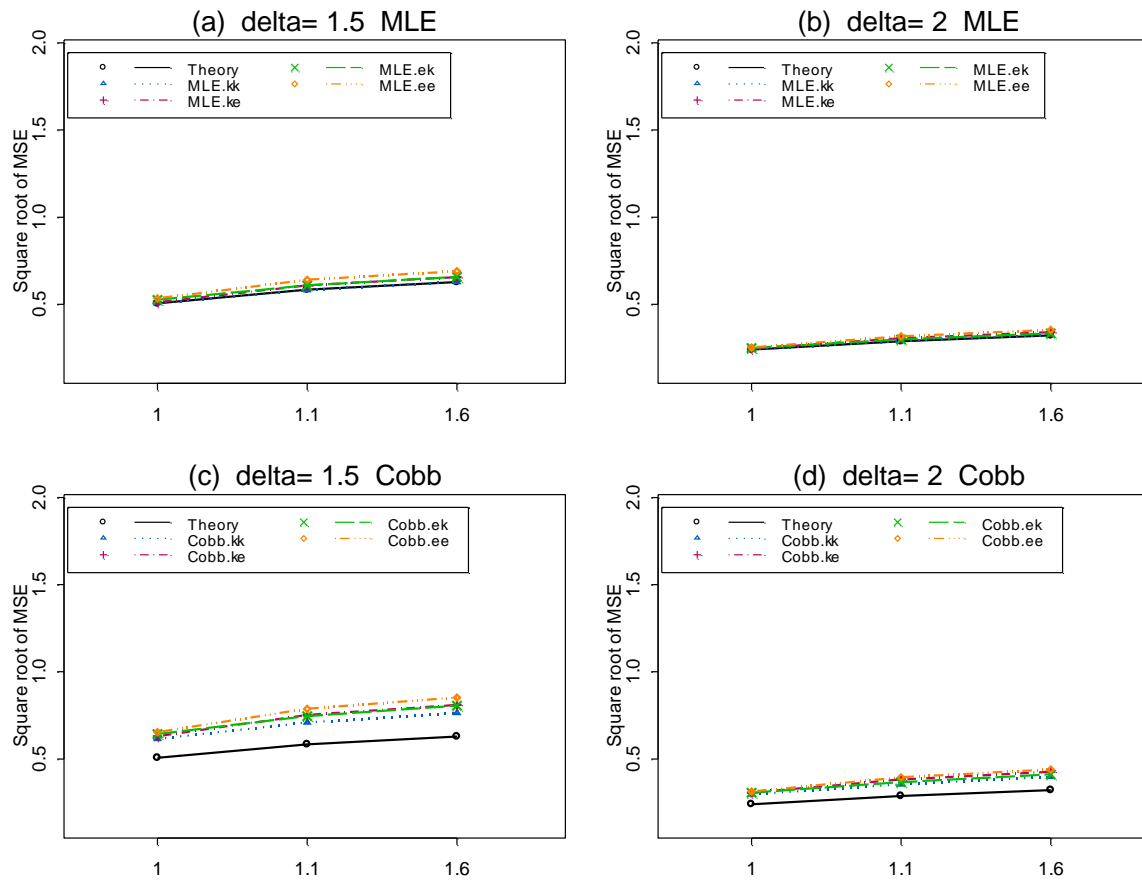 (a) delta= 1.5 MLE
Square root of MSE
2.0
1.5
1.0
0.5
Theory
MLE.kk
MLE.ke
MLE.ek
MLE.ee
1 1.1 1.6
(b) delta= 2 MLE
Square root of MSE
2.0
1.5
1.0
0.5
Theory
MLE.kk
MLE.ke
MLE.ek
MLE.ee
1 1.1 1.6
(c) delta= 1.5 Cobb
Square root of MSE
2.0
1.5
1.0
0.5
Theory
Cobb.kk
Cobb.ke
Cobb.ek
Cobb.ee
1 1.1 1.6
(d) delta= 2 Cobb
Square root of MSE
2.0
1.5
1.0
0.5
Theory
Cobb.kk
Cobb.ke
Cobb.ek
Cobb.ee
1 1.1 1.6